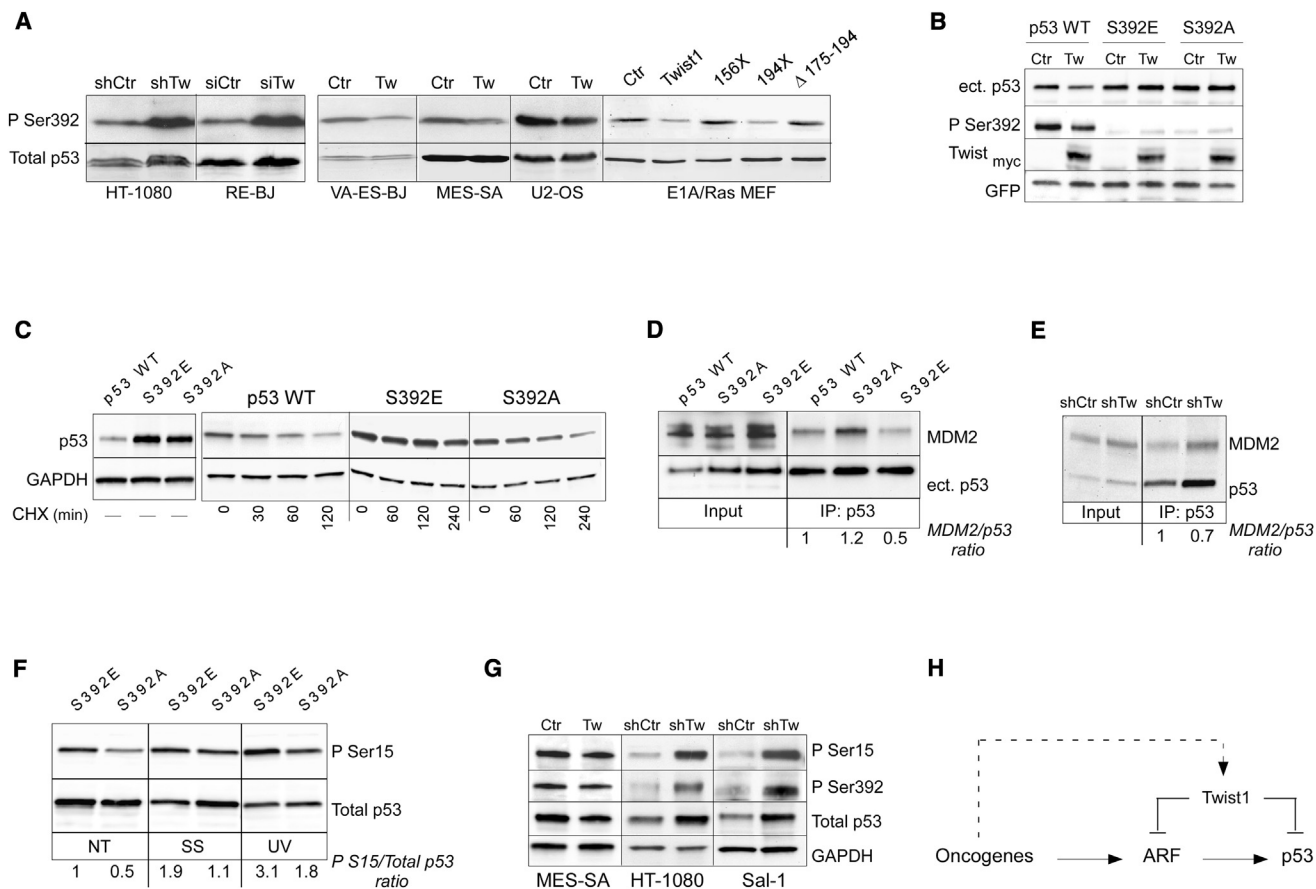 A
shCtr shTw siCtr siTw Ctr Tw Ctr Tw Ctr Tw Ctr Twist1 156X 194X Δ 175-194
P Ser392
Total p53
HT-1080 RE-BJ VA-ES-BJ MES-SA U2-OS E1A/Ras MEF
B
p53 WT S392E S392A
Ctr Tw Ctr Tw Ctr Tw
ect. p53
P Ser392
Twist myc
GFP
C
p53 WT S392E S392A
p53 WT S392E S392A
p53
GAPDH
CHX (min) — — — 0 30 60 120 0 60 120 240 0 60 120 240
D
p53 WT S392A S392E p53 WT S392A S392E
MDM2
ect. p53
Input IP: p53
1 1.2 0.5 MDM2/p53
ratio
E
shCtr shTw shCtr shTw
MDM2
p53
Input IP: p53
1 0.7 MDM2/p53
ratio
F
S392E S392A S392E S392A S392E S392A
P Ser15
Total p53
NT SS UV
1 0.5 1.9 1.1 3.1 1.8 P S15/Total p53
ratio
G
Ctr Tw shCtr shTw shCtr shTw
P Ser15
P Ser392
Total p53
GAPDH
MES-SA HT-1080 Sal-1
H
Twist1
Oncogenes ARF p53